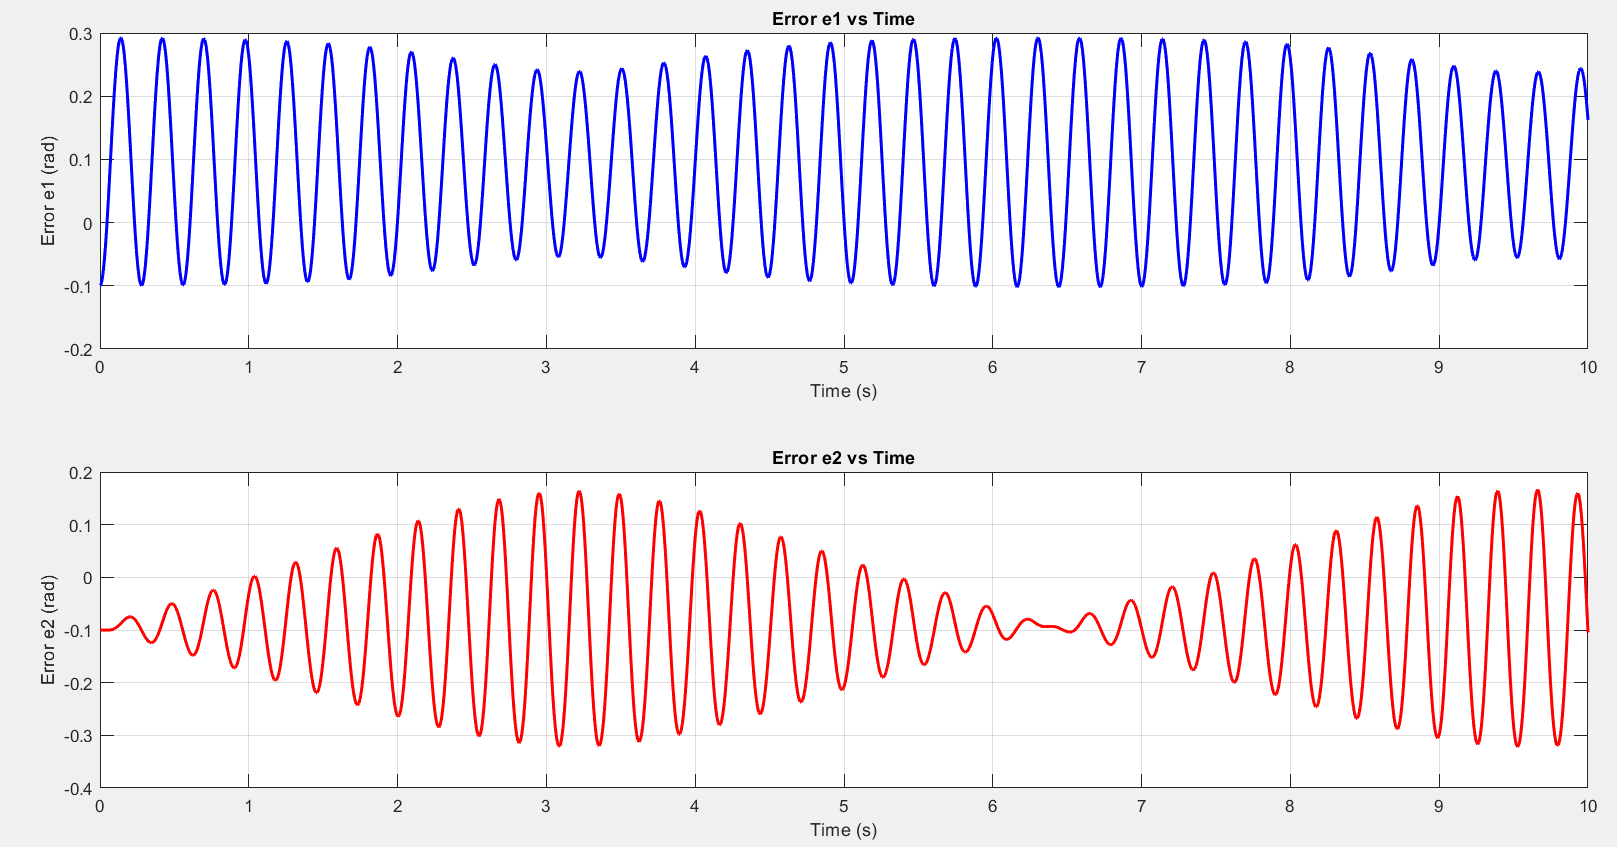 Error e1 vs Time
0.3
0.2
0.1
0
-0.1
-0.2
Error e1 (rad)
0 1 2 3 4 5 6 7 8 9 10
Time (s)
Error e2 vs Time
0.2
0.1
0
-0.1
-0.2
-0.3
-0.4
Error e2 (rad)
0 1 2 3 4 5 6 7 8 9 10
Time (s)